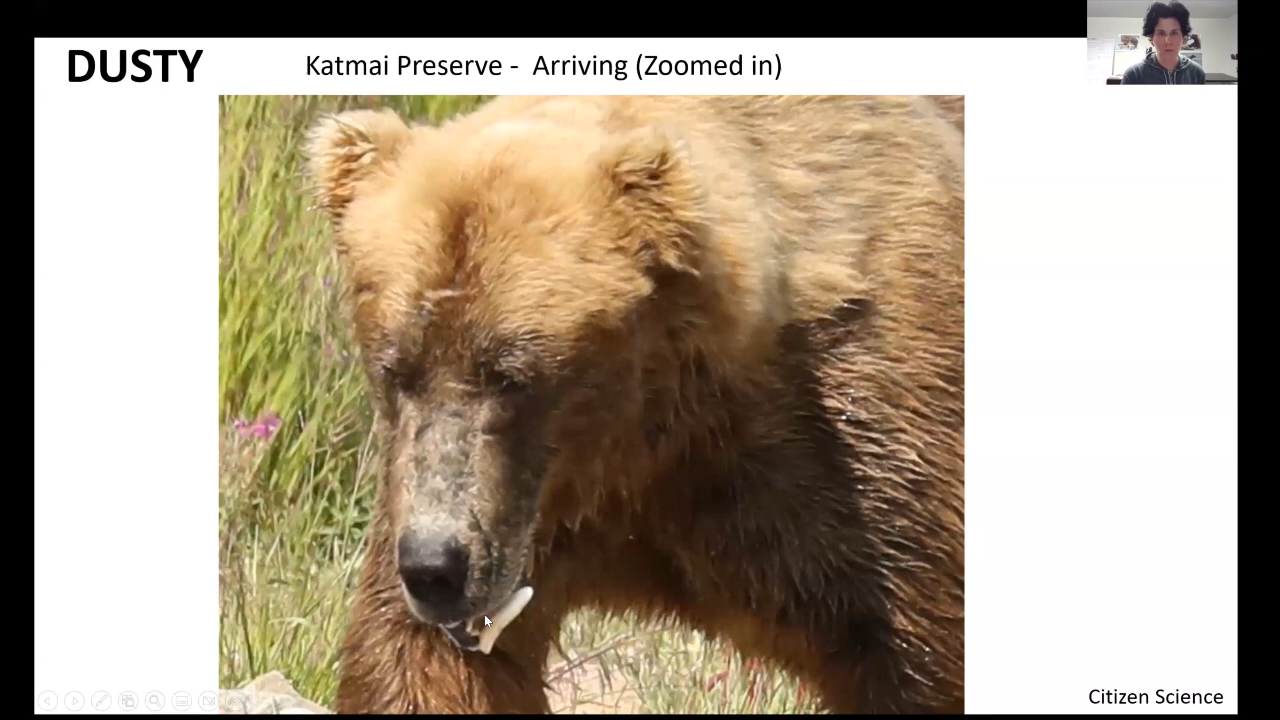 DUSTY
Katmai Preserve - Arriving (Zoomed in)
Citizen Science